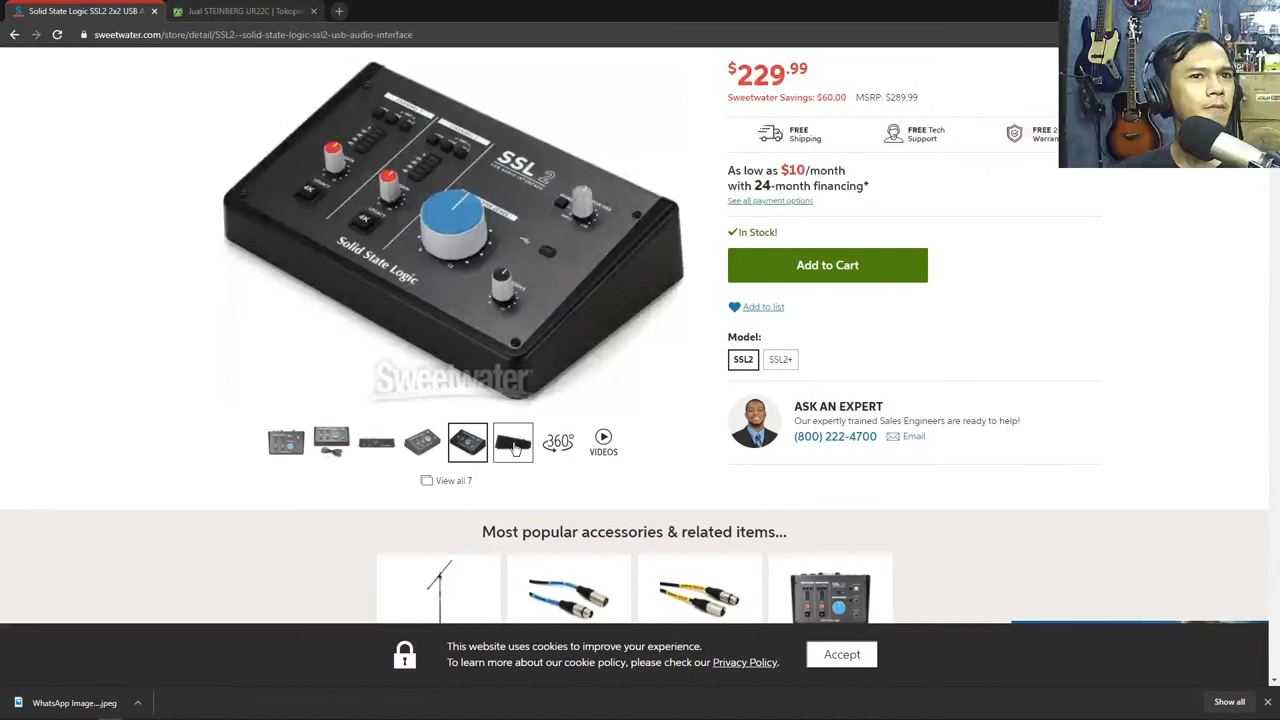 Solid State Logic SSL2 2x2 USB A
Jual STEINBERG UR22C | Tokope
sweetwater.com/store/detail/SSL2--solid-state-logic-ssl2-usb-audio-interface
$229.99
Sweetwater Savings: $60.00 MSRP: $289.99
FREE Shipping
FREE Tech Support
FREE 2-
Warran
As low as $10/month
with 24-month financing*
See all payment options
In Stock!
Add to Cart
Add to list
Model:
SSL2 SSL2+
ASK AN EXPERT
Our expertly trained Sales Engineers are ready to help!
(800) 222-4700 Email
SSL 2
4K
4K
Solid State Logic
Sweetwater
360°
VIDEOS
View all 7
Most popular accessories & related items...
This website uses cookies to improve your experience.
To learn more about our cookie policy, please check our Privacy Policy.
Accept
WhatsApp Image....jpeg
Show all